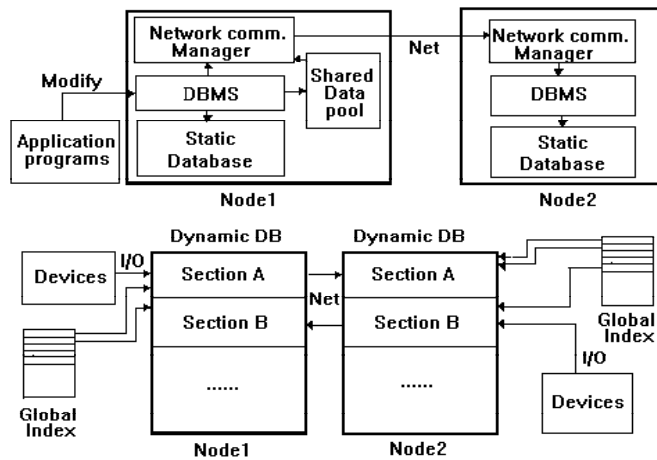 Network comm.
Manager
Net
Network comm.
Manager
Modify
DBMS
Shared
Data
pool
DBMS
Application
programs
Static
Database
Static
Database
Node1
Node2
Dynamic DB
Dynamic DB
I/O
Devices
Section A
Section A
Net
Section B
Section B
Global
Index
I/O
......
......
Devices
Global
Index
Node1
Node2